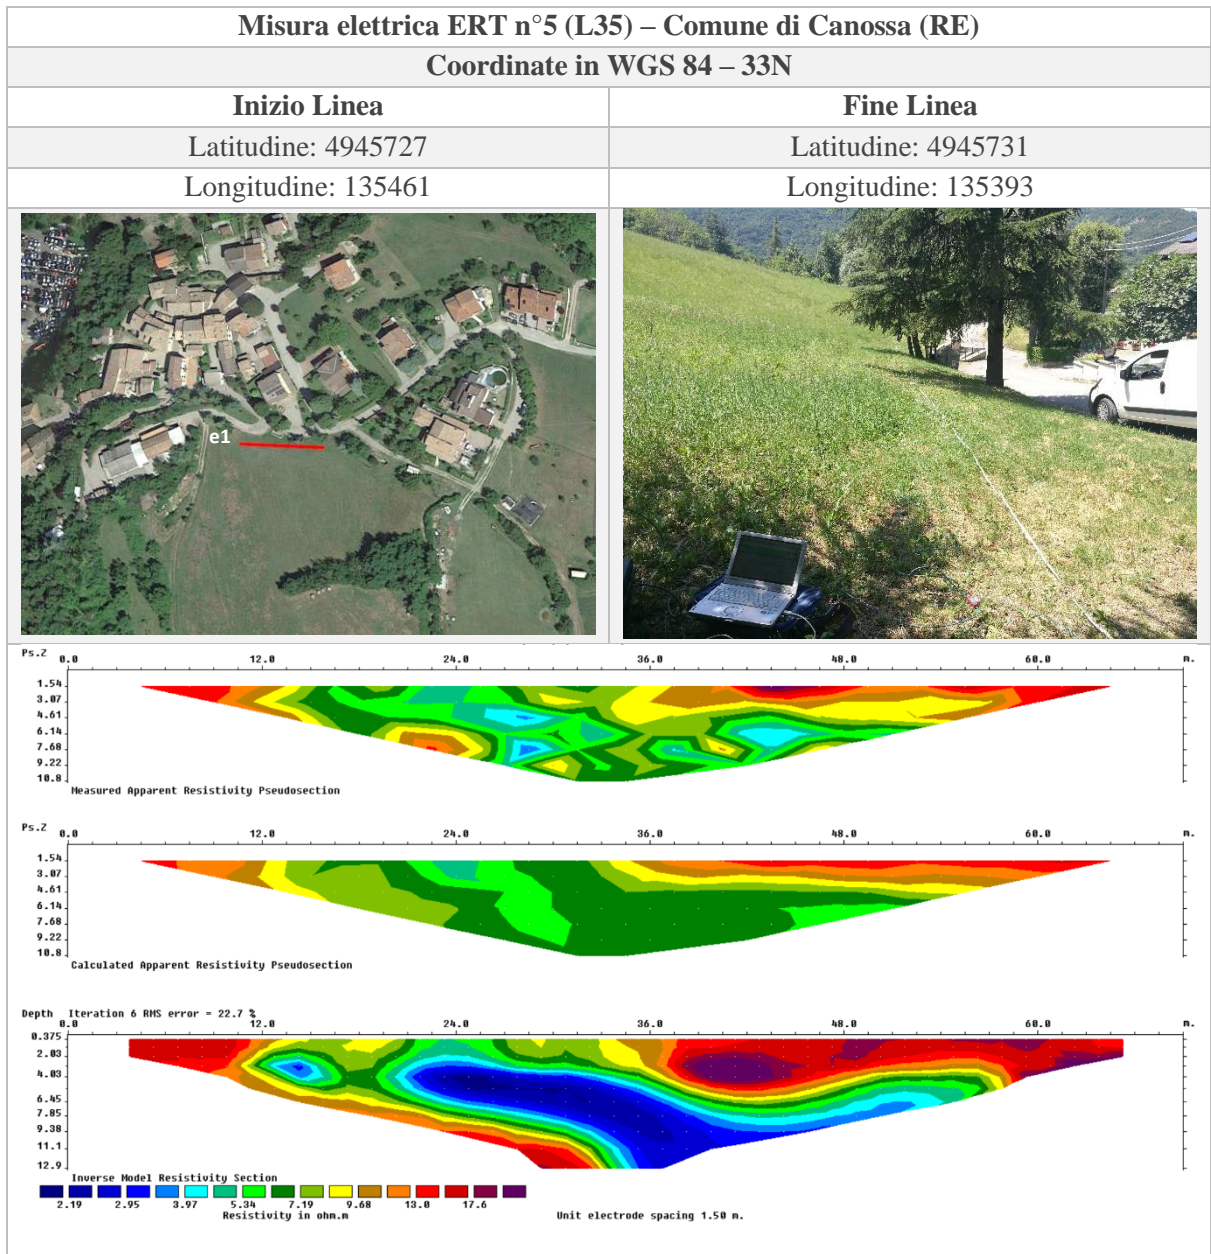 Misura elettrica ERT n°5 (L35) – Comune di Canossa (RE)
Coordinate in WGS 84 – 33N
Inizio Linea
Fine Linea
Latitudine: 4945727
Latitudine: 4945731
Longitudine: 135461
Longitudine: 135393
e1
Ps.Z 0.0 12.0 24.0 36.0 48.0 60.0 m.
1.54
3.07
4.61
6.14
7.68
9.22
10.8
Measured Apparent Resistivity Pseudosection
Ps.Z 0.0 12.0 24.0 36.0 48.0 60.0 m.
1.54
3.07
4.61
6.14
7.68
9.22
10.8
Calculated Apparent Resistivity Pseudosection
Depth Iteration 6 RMS error = 22.7 %
0.0 12.0 24.0 36.0 48.0 60.0 m.
0.375
2.03
4.03
6.45
7.85
9.38
11.1
12.9
Inverse Model Resistivity Section
2.19 2.95 3.97 5.34 7.19 9.68 13.0 17.6
Resistivity in ohm.m Unit electrode spacing 1.50 m.